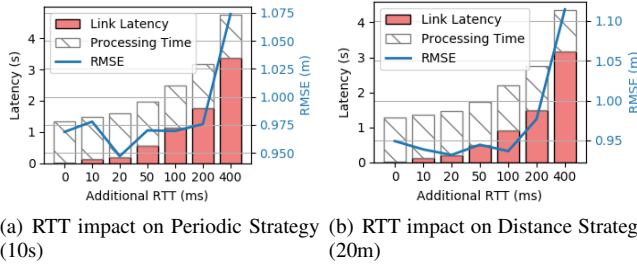 Link Latency
Processing Time
RMSE
Latency (s)
0
1
2
3
4
0 10 20 50 100 200 400
Additional RTT (ms)
1.075
1.050
1.025
1.000
0.975
0.950
RMSE (m)
(a) RTT impact on Periodic Strategy
(10s)
Link Latency
Processing Time
RMSE
Latency (s)
0
1
2
3
4
0 10 20 50 100 200 400
Additional RTT (ms)
1.10
1.05
1.00
0.95
RMSE (m)
(b) RTT impact on Distance Strateg
(20m)